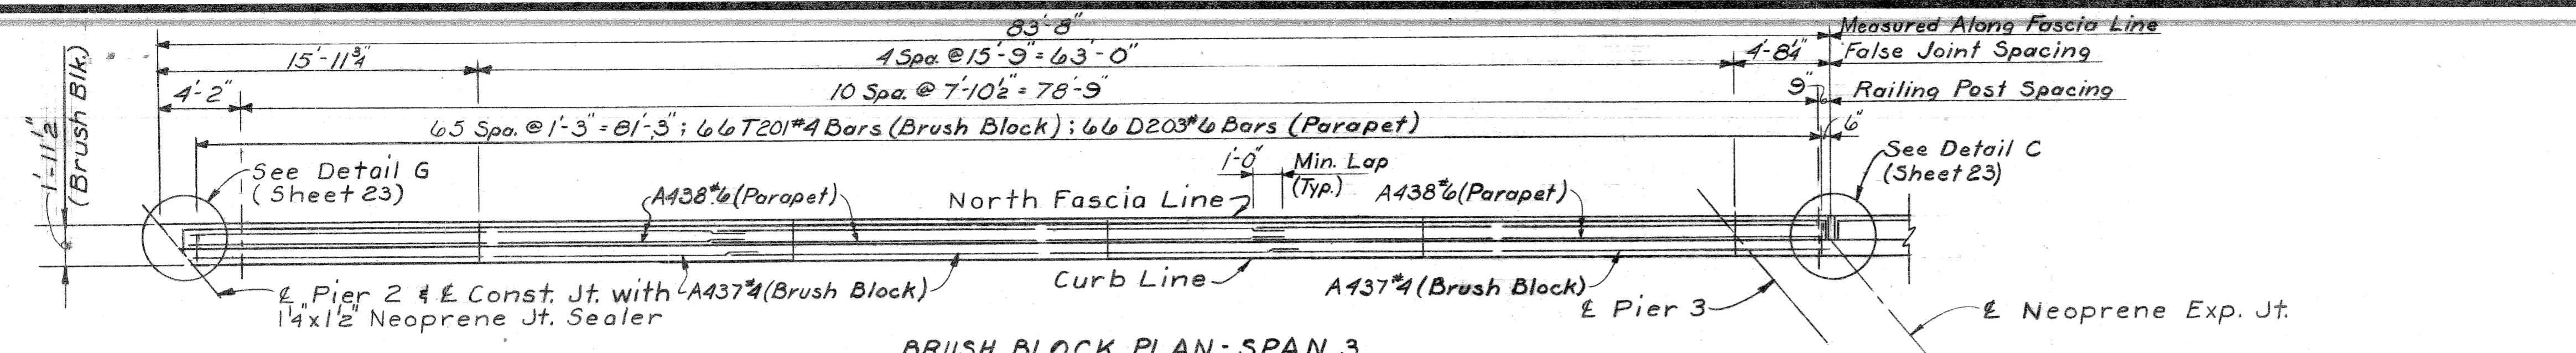 83'-8"
Measured Along Fascia Line
15'-11¾"
4 Spa. @ 15'-9" = 63'-0"
4'-8¼"
False Joint Spacing
4'-2"
10 Spa. @ 7'-10½" = 78'-9"
9"
Railing Post Spacing
65 Spa. @ 1'-3" = 81'-3" ; 66 T201#4 Bars (Brush Block) ; 66 D203#6 Bars (Parapet)
6"
1'-11½"
(Brush Blk.)
See Detail G
(Sheet 23)
1'-0"
Min. Lap
(Typ.)
See Detail C
(Sheet 23)
A438#6 (Parapet)
North Fascia Line
A438#6 (Parapet)
℄ Pier 2 & ℄ Const. Jt. with
1¼" x 1½" Neoprene Jt. Sealer
A437#4 (Brush Block)
Curb Line
A437#4 (Brush Block)
℄ Pier 3
℄ Neoprene Exp. Jt.
BRUSH BLOCK PLAN - SPAN 3